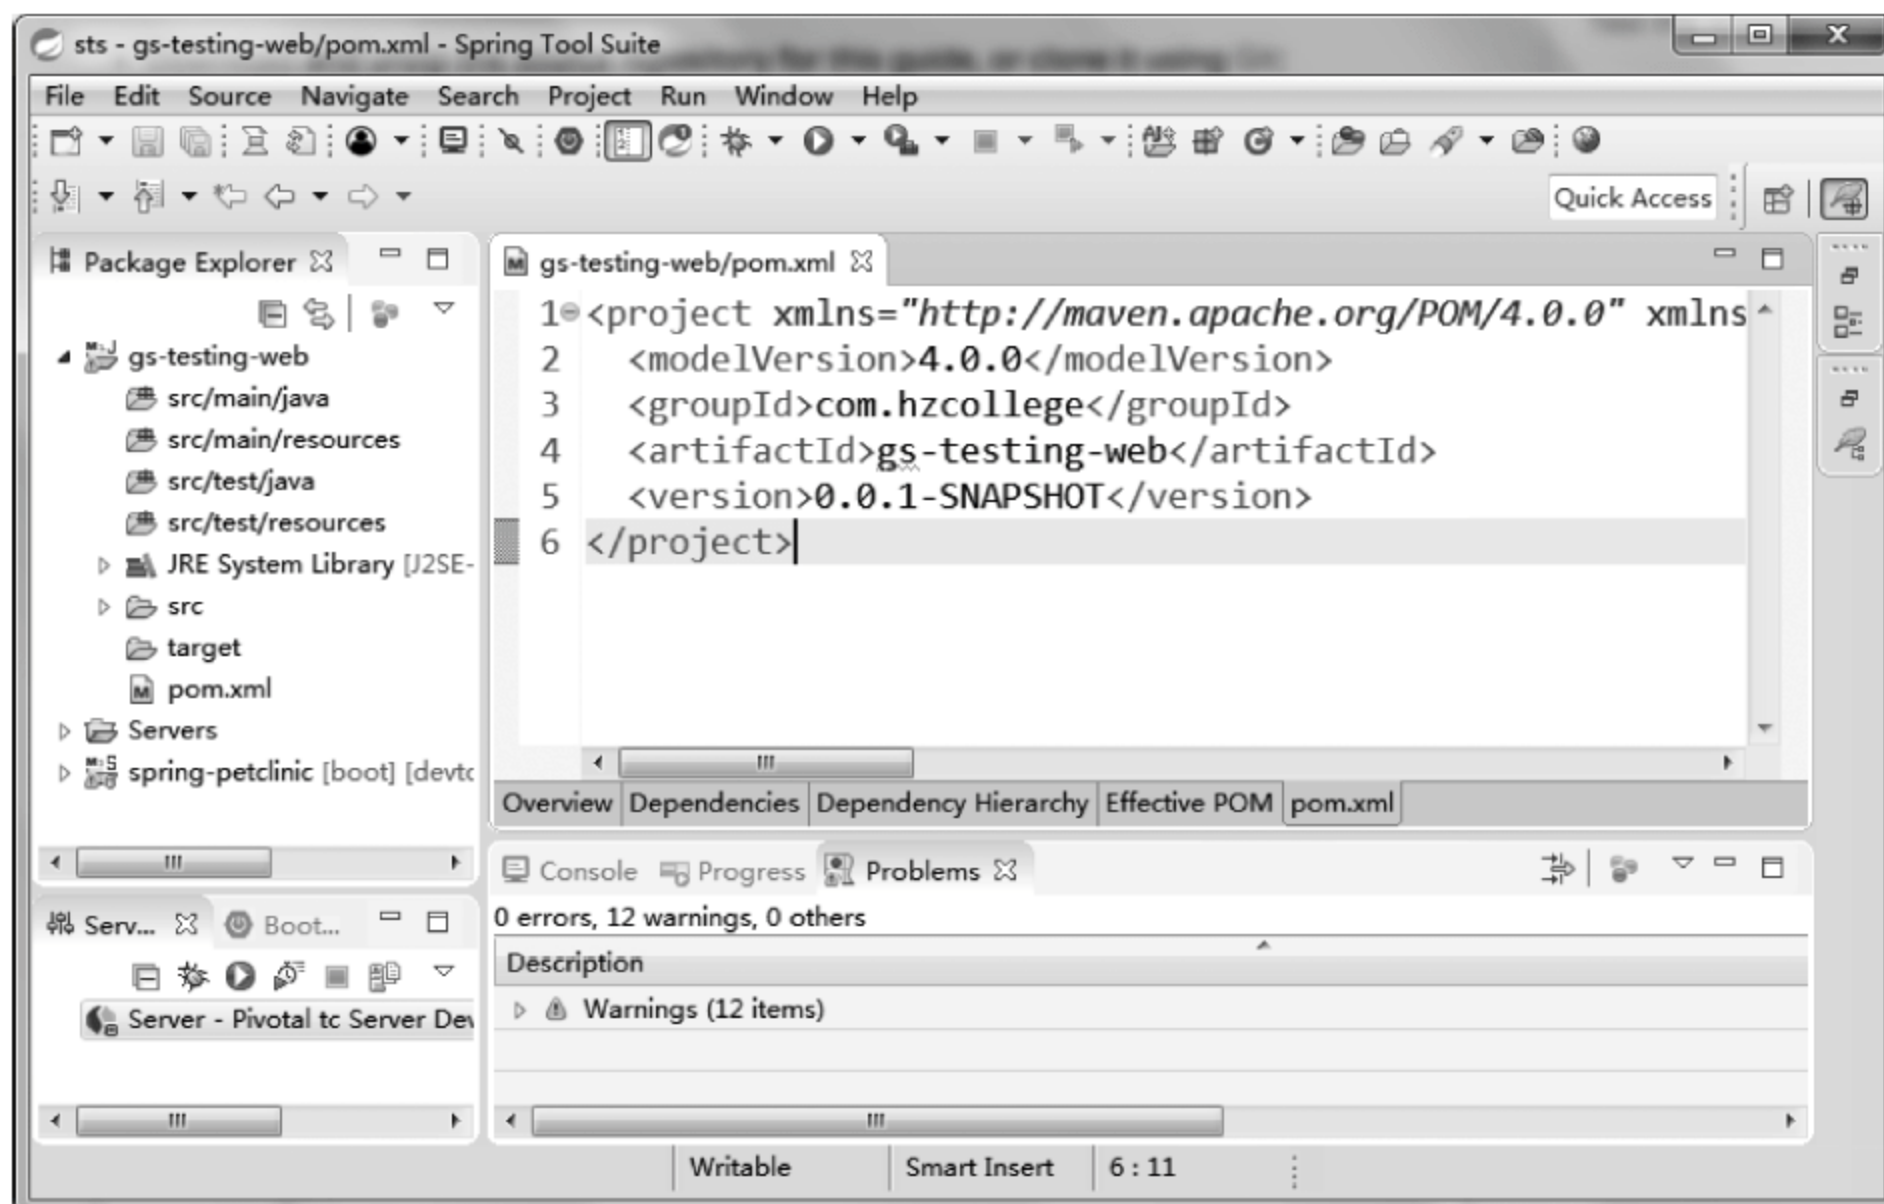 sts - gs-testing-web/pom.xml - Spring Tool Suite
File Edit Source Navigate Search Project Run Window Help
Quick Access
Package Explorer
gs-testing-web
src/main/java
src/main/resources
src/test/java
src/test/resources
JRE System Library [J2SE-
src
target
pom.xml
Servers
spring-petclinic [boot] [devtc
gs-testing-web/pom.xml
1 <project xmlns="http://maven.apache.org/POM/4.0.0" xmlns
2 <modelVersion>4.0.0</modelVersion>
3 <groupId>com.hzcollege</groupId>
4 <artifactId>gs-testing-web</artifactId>
5 <version>0.0.1-SNAPSHOT</version>
6 </project>
Overview Dependencies Dependency Hierarchy Effective POM pom.xml
Serv... Boot...
Server - Pivotal tc Server Dev
Console Progress Problems
0 errors, 12 warnings, 0 others
Description
Warnings (12 items)
Writable Smart Insert 6 : 11